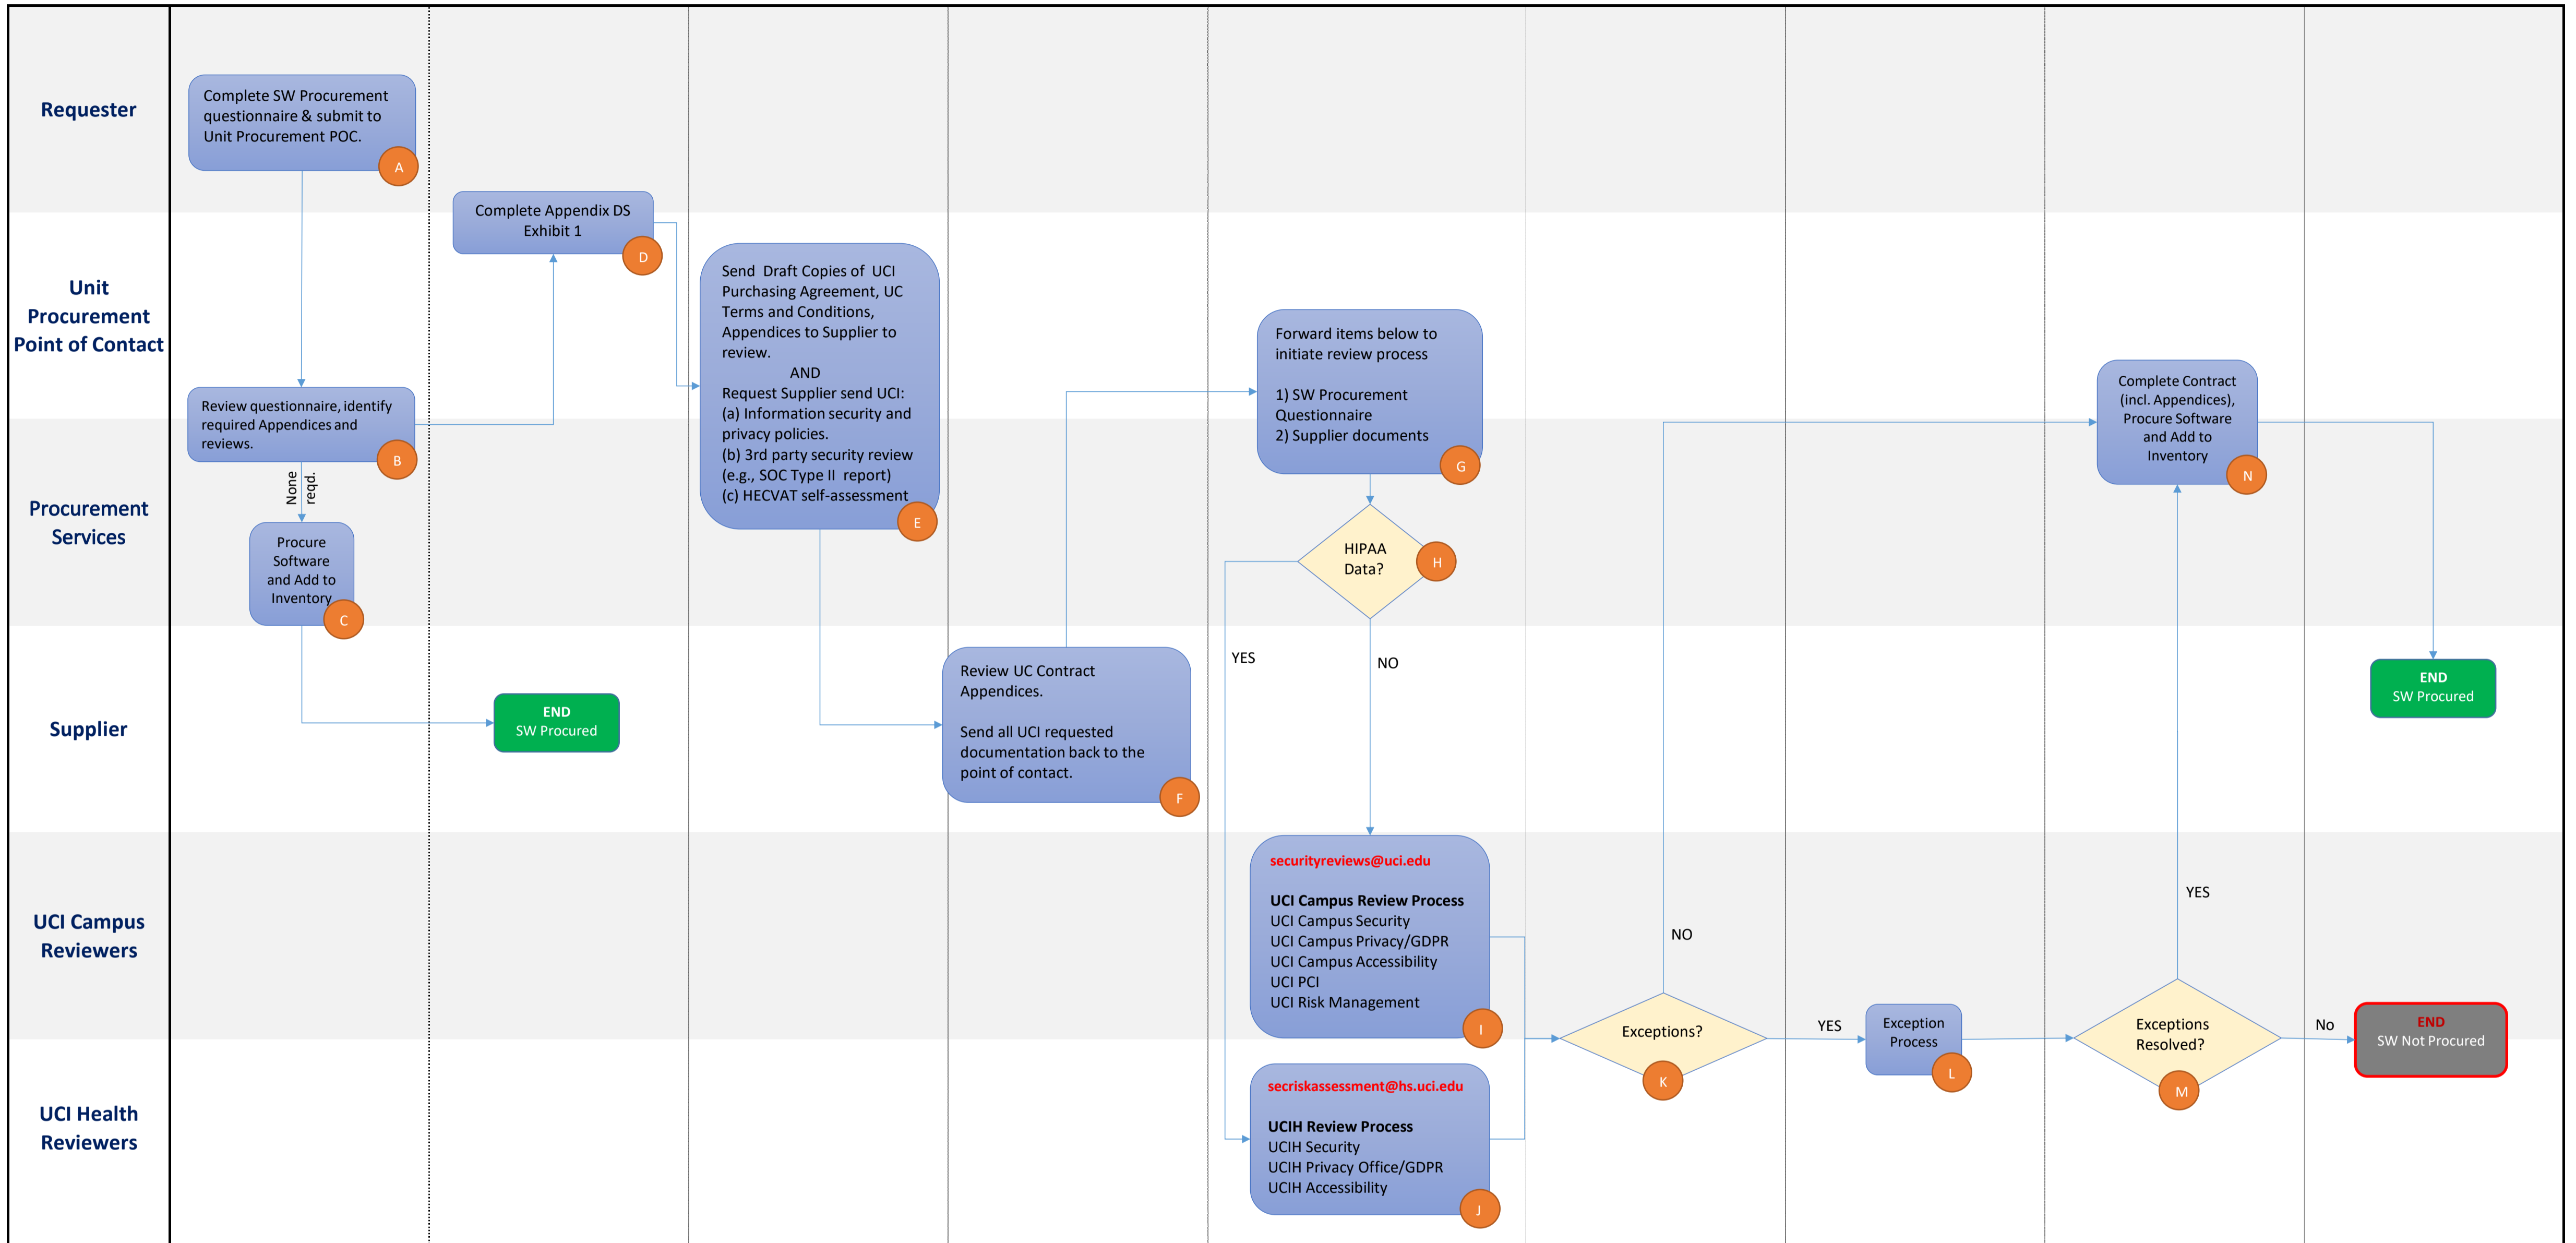 Requester
Complete SW Procurement
questionnaire & submit to
Unit Procurement POC.
A
Unit
Procurement
Point of Contact
Review questionnaire, identify
required Appendices and
reviews.
B
None
reqd.
Procurement
Services
Procure
Software
and Add to
Inventory
C
Complete Appendix DS
Exhibit 1
D
END
SW Procured
Send Draft Copies of UCI
Purchasing Agreement, UC
Terms and Conditions,
Appendices to Supplier to
review.
AND
Request Supplier send UCI:
(a) Information security and
privacy policies.
(b) 3rd party security review
(e.g., SOC Type II report)
(c) HECVAT self-assessment
E
Supplier
Review UC Contract
Appendices.
Send all UCI requested
documentation back to the
point of contact.
F
Forward items below to
initiate review process
1) SW Procurement
Questionnaire
2) Supplier documents
G
HIPAA
Data?
H
YES
NO
UCI Campus
Reviewers
securityreviews@uci.edu
UCI Campus Review Process
UCI Campus Security
UCI Campus Privacy/GDPR
UCI Campus Accessibility
UCI PCI
UCI Risk Management
I
UCI Health
Reviewers
secriskassessment@hs.uci.edu
UCIH Review Process
UCIH Security
UCIH Privacy Office/GDPR
UCIH Accessibility
J
NO
Exceptions?
K
YES
Exception
Process
L
Exceptions
Resolved?
M
YES
No
Complete Contract
(incl. Appendices),
Procure Software
and Add to
Inventory
N
END
SW Procured
END
SW Not Procured